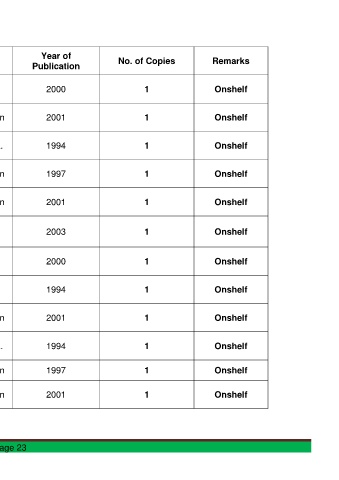 Year of Publication No. of Copies Remarks
2000 1 Onshelf
n 2001 1 Onshelf
. 1994 1 Onshelf
n 1997 1 Onshelf
n 2001 1 Onshelf
2003 1 Onshelf
2000 1 Onshelf
1994 1 Onshelf
n 2001 1 Onshelf
. 1994 1 Onshelf
n 1997 1 Onshelf
n 2001 1 Onshelf
age 23